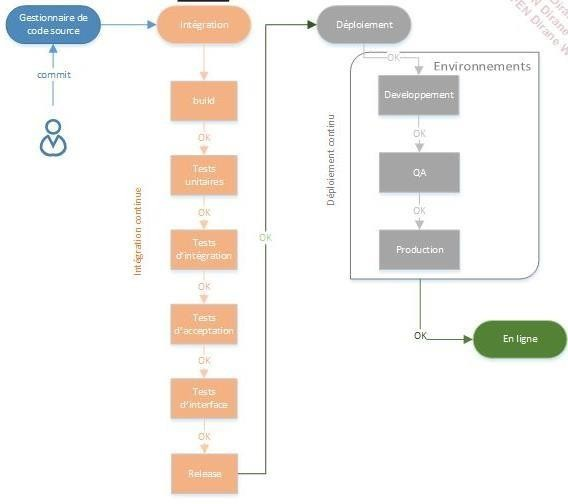 Gestionnaire de
code source
commit
Intégration
build
OK
Tests
unitaires
OK
Tests
d'intégration
OK
Tests
d'acceptation
OK
Tests
d'interface
OK
Release
Intégration continue
OK
Déploiement
OK
Environnements
Developpement
OK
QA
OK
Production
Déploiement continu
OK
En ligne